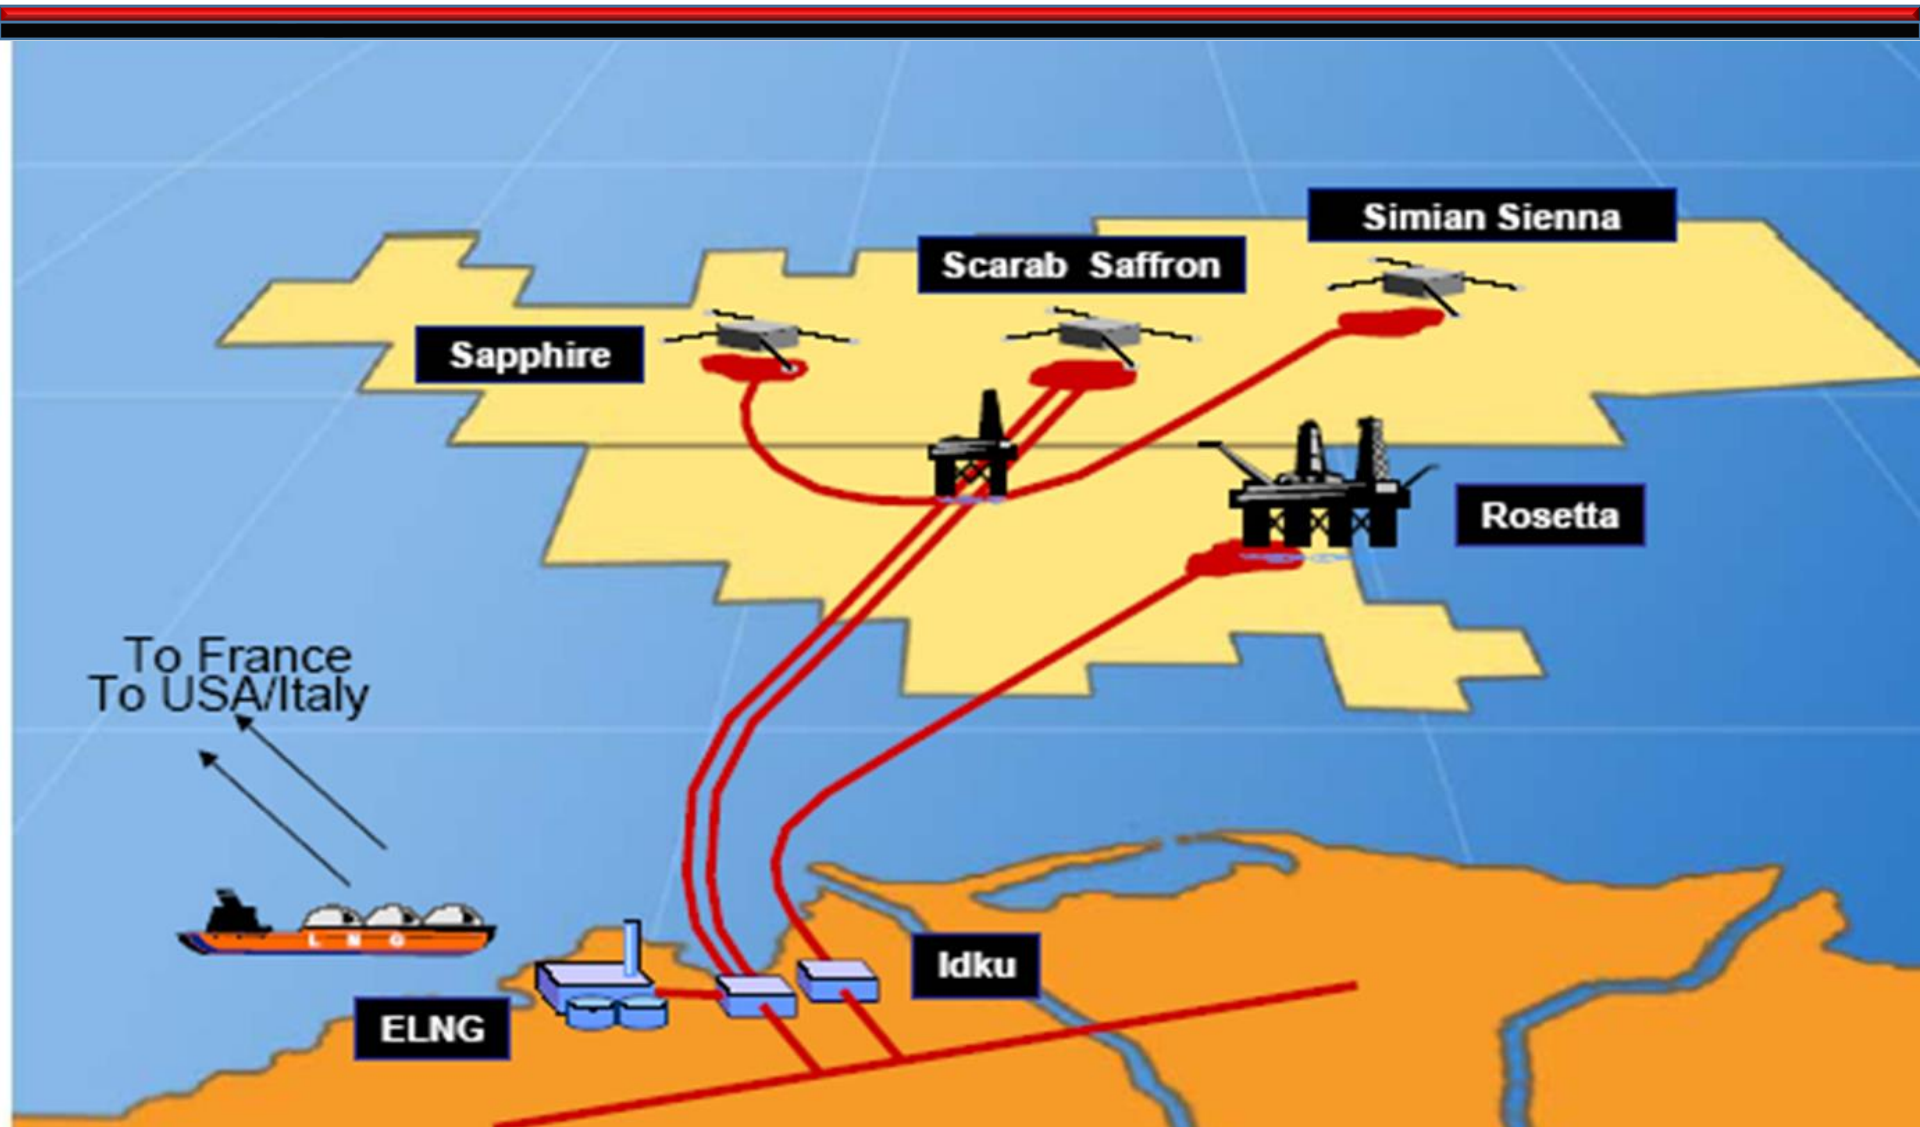 Simian Sienna
Scarab Saffron
Sapphire
Rosetta
To France
To USA/Italy
L N G
Idku
ELNG